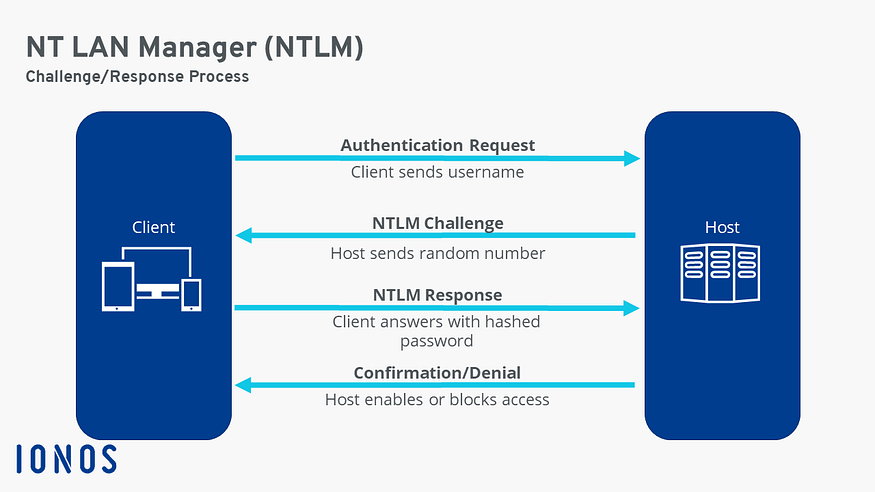 NT LAN Manager (NTLM)
Challenge/Response Process
Authentication Request
Client sends username
Client
NTLM Challenge
Host
Host sends random number
NTLM Response
Client answers with hashed
password
Confirmation/Denial
Host enables or blocks access
IONOS